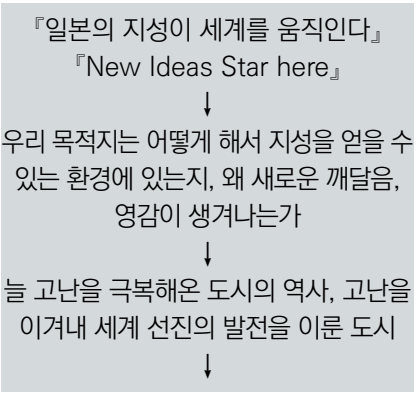 『일본의 지성이 세계를 움직인다』
『New Ideas Star here』
↓
우리 목적지는 어떻게 해서 지성을 얻을 수
있는 환경에 있는지, 왜 새로운 깨달음,
영감이 생겨나는가
↓
늘 고난을 극복해온 도시의 역사, 고난을
이겨내 세계 선진의 발전을 이룬 도시
↓